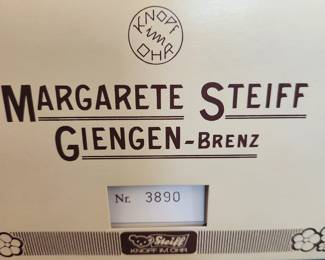 KNOPF
im
OHR
MARGARETE STEIFF
GIENGEN-BRENZ
Nr. 3890
Steiff
KNOPF IM OHR